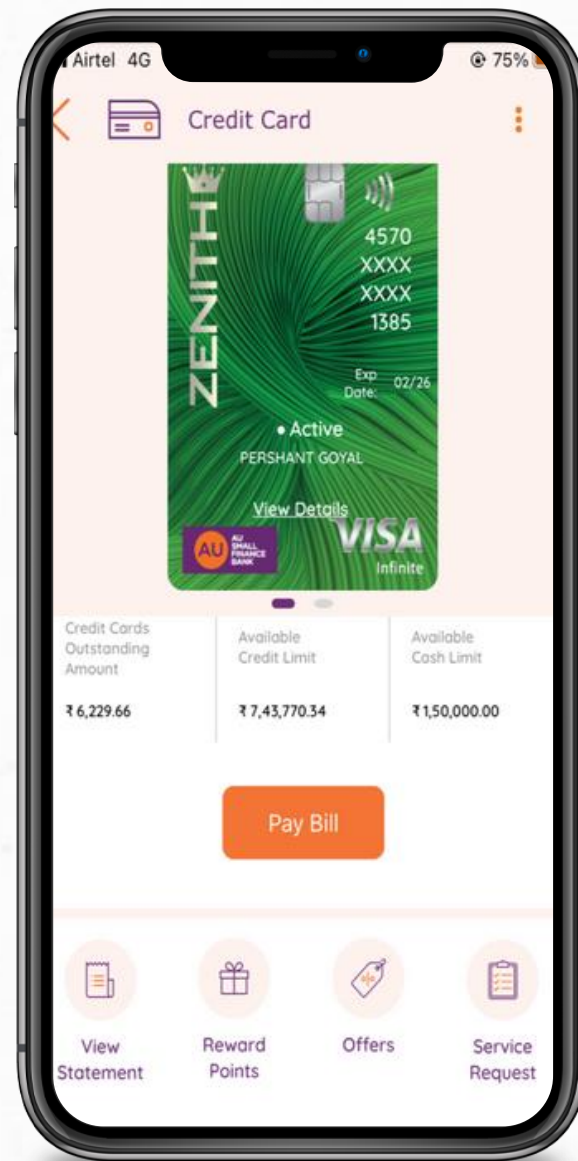 Airtel 4G
75%
Credit Card
ZENITH
4570
XXXX
XXXX
1385
Exp
Date: 02/26
• Active
PERSHANT GOYAL
View Details
AU AU
SMALL
FINANCE
BANK
VISA
Infinite
Credit Cards
Outstanding
Amount
₹ 6,229.66
Available
Credit Limit
₹ 7,43,770.34
Available
Cash Limit
₹ 1,50,000.00
Pay Bill
View
Statement
Reward
Points
Offers
Service
Request